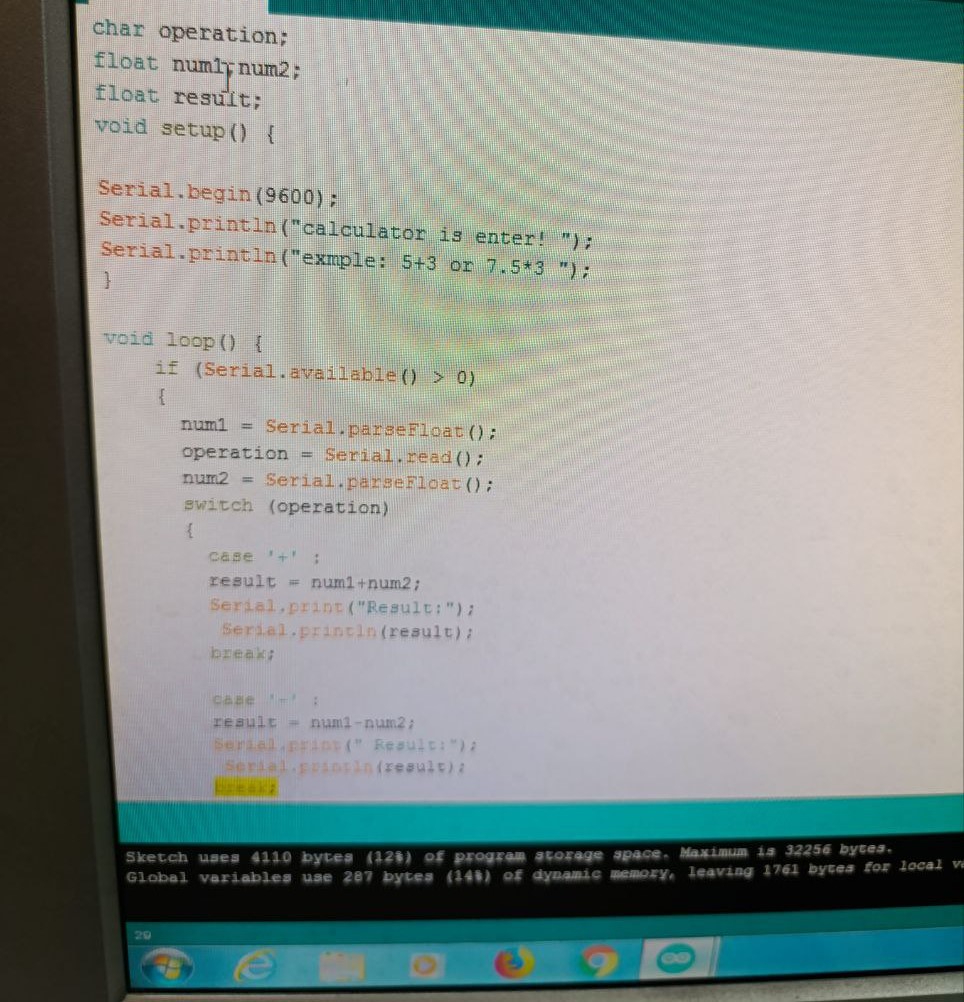 char operation;
float num1,num2;
float result;
void setup() {
Serial.begin(9600);
Serial.println("calculator is enter! ");
Serial.println("exmple: 5+3 or 7.5*3 ");
}
void loop() {
if (Serial.available() > 0)
{
num1 = Serial.parseFloat();
operation = Serial.read();
num2 = Serial.parseFloat();
switch (operation)
{
case '+' :
result = num1+num2;
Serial.print("Result:");
Serial.println(result);
break;
case '-' :
result = num1-num2;
Serial.print(" Result:");
Serial.println(result);
break;
Sketch uses 4110 bytes (12%) of program storage space. Maximum is 32256 bytes.
Global variables use 287 bytes (14%) of dynamic memory, leaving 1761 bytes for local
29